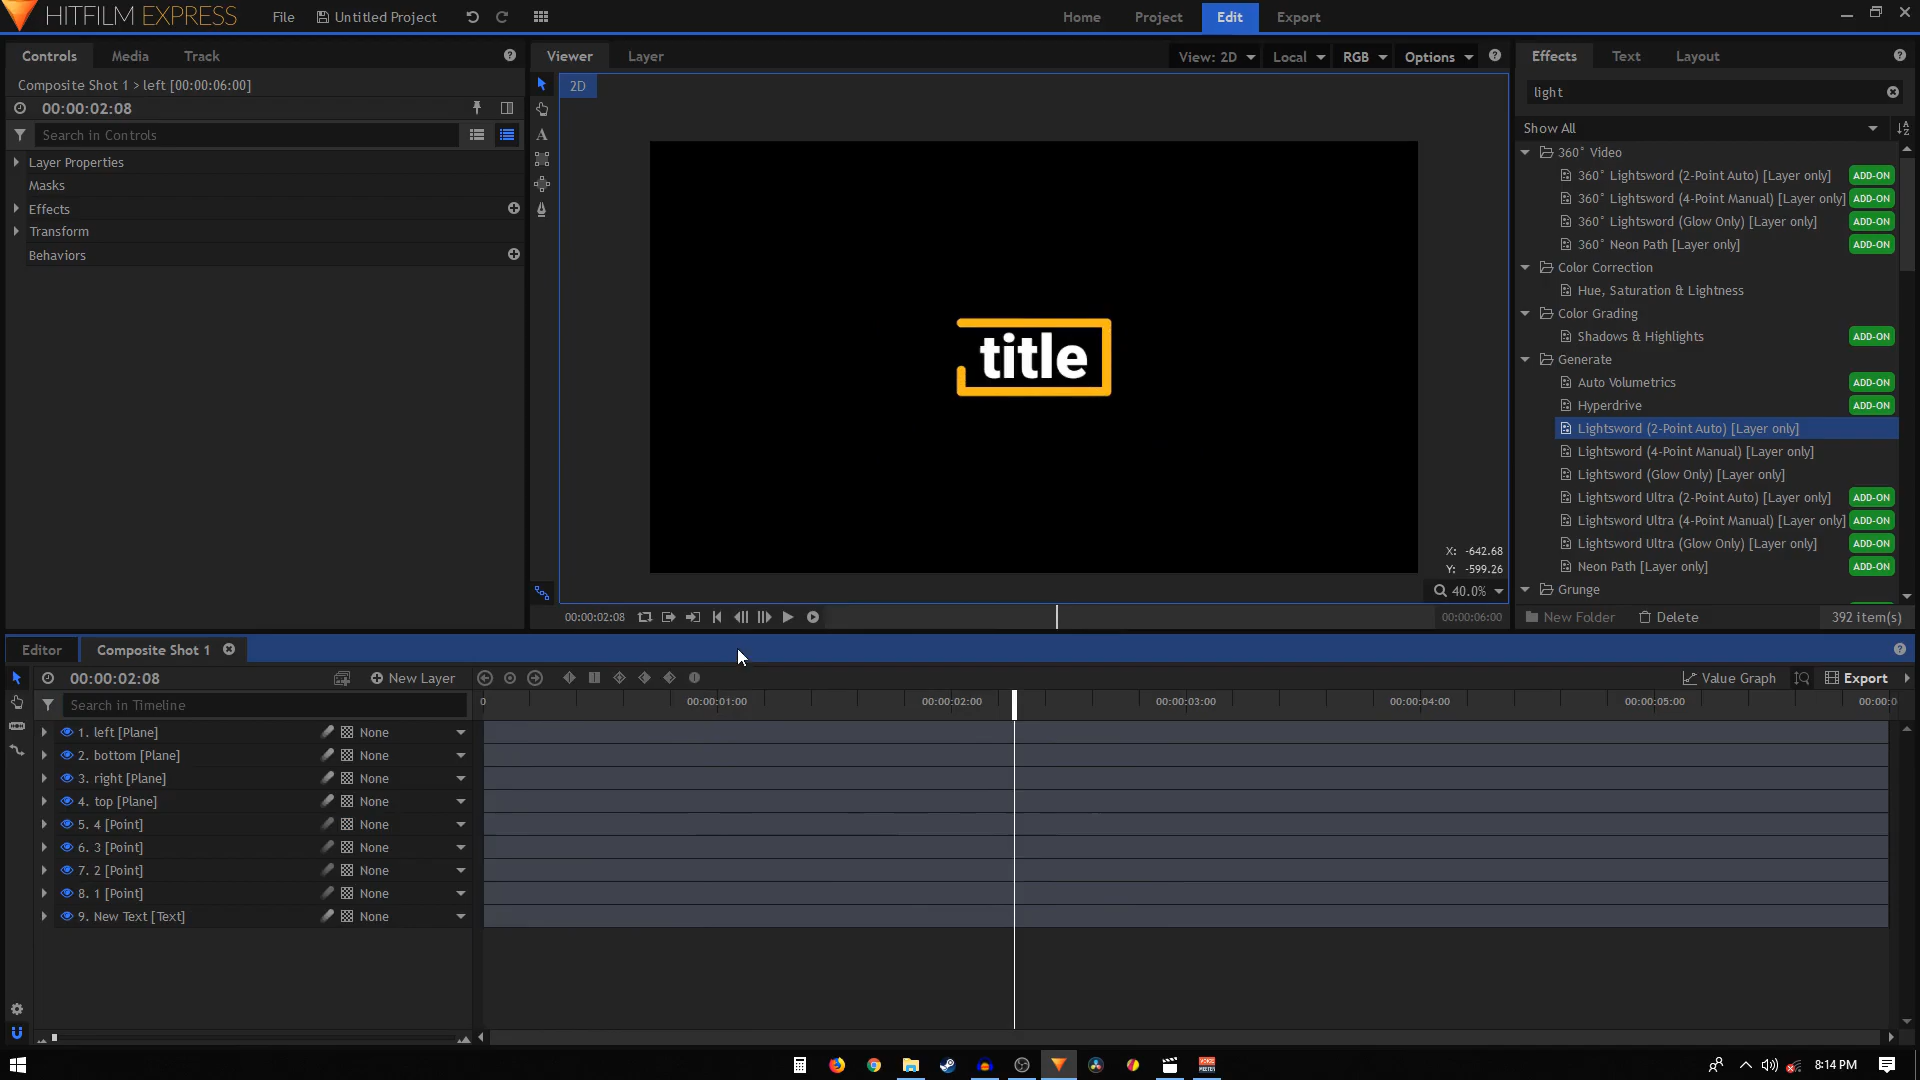 HITFILM EXPRESS
File
Untitled Project
Home
Project
Edit
Export
Controls
Media
Track
Viewer
Layer
View: 2D
Local
RGB
Options
Effects
Text
Layout
Composite Shot 1 > left [00:00:06:00]
00:00:02:08
Search in Controls
Layer Properties
Masks
Effects
Transform
Behaviors
2D
A
title
X: -642.68
Y: -599.26
40.0%
00:00:02:08
00:00:06:00
light
Show All
360° Video
360° Lightsword (2-Point Auto) [Layer only] ADD-ON
360° Lightsword (4-Point Manual) [Layer only] ADD-ON
360° Lightsword (Glow Only) [Layer only] ADD-ON
360° Neon Path [Layer only] ADD-ON
Color Correction
Hue, Saturation & Lightness
Color Grading
Shadows & Highlights ADD-ON
Generate
Auto Volumetrics ADD-ON
Hyperdrive ADD-ON
Lightsword (2-Point Auto) [Layer only]
Lightsword (4-Point Manual) [Layer only]
Lightsword (Glow Only) [Layer only]
Lightsword Ultra (2-Point Auto) [Layer only] ADD-ON
Lightsword Ultra (4-Point Manual) [Layer only] ADD-ON
Lightsword Ultra (Glow Only) [Layer only] ADD-ON
Neon Path [Layer only] ADD-ON
Grunge
New Folder
Delete
392 item(s)
Editor
Composite Shot 1
00:00:02:08
New Layer
Value Graph
Export
Search in Timeline
0
00:00:01:00
00:00:02:00
00:00:03:00
00:00:04:00
00:00:05:00
00:00:0
1. left [Plane] None
2. bottom [Plane] None
3. right [Plane] None
4. top [Plane] None
5. 4 [Point] None
6. 3 [Point] None
7. 2 [Point] None
8. 1 [Point] None
9. New Text [Text] None
8:14 PM